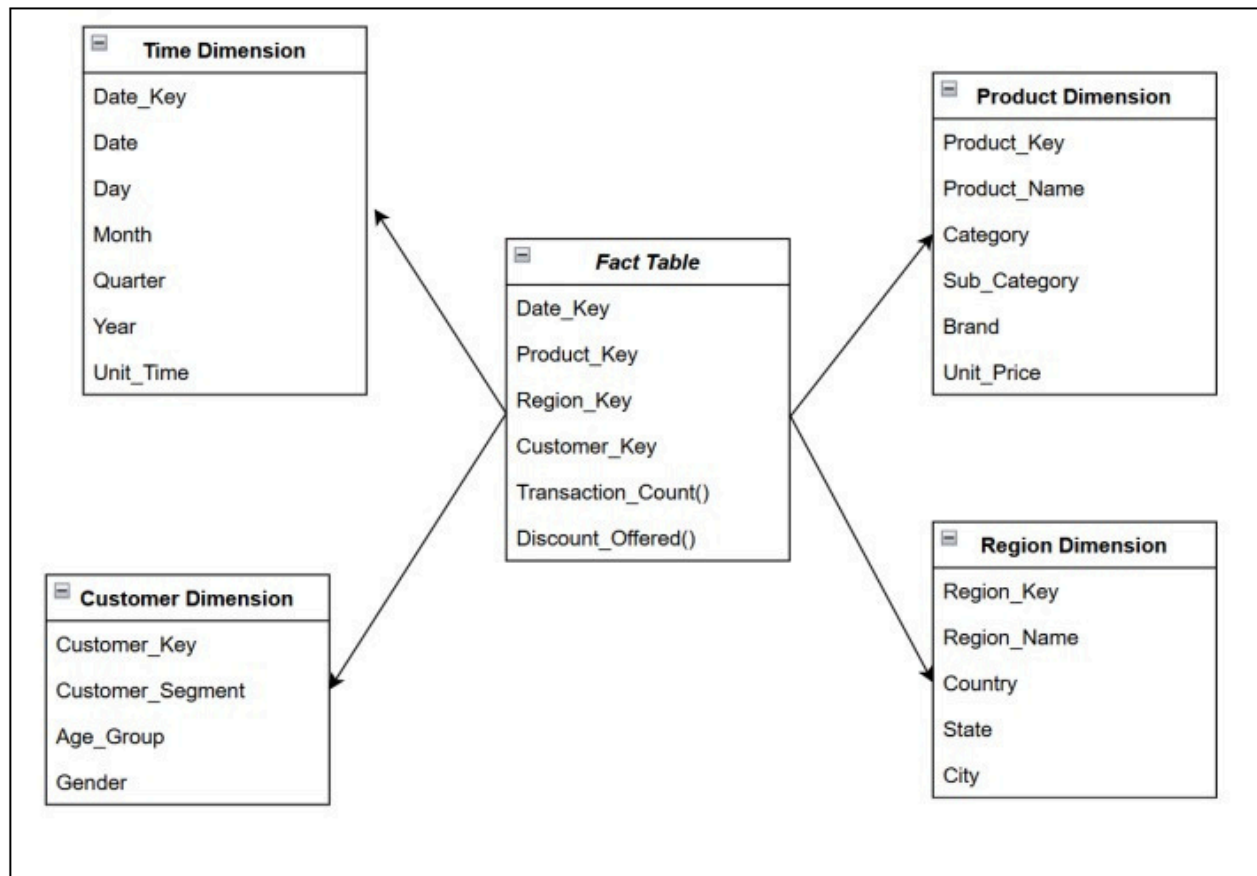 Time Dimension
Date_Key
Date
Day
Month
Quarter
Year
Unit_Time
Product Dimension
Product_Key
Product_Name
Category
Sub_Category
Brand
Unit_Price
Fact Table
Date_Key
Product_Key
Region_Key
Customer_Key
Transaction_Count()
Discount_Offered()
Customer Dimension
Customer_Key
Customer_Segment
Age_Group
Gender
Region Dimension
Region_Key
Region_Name
Country
State
City